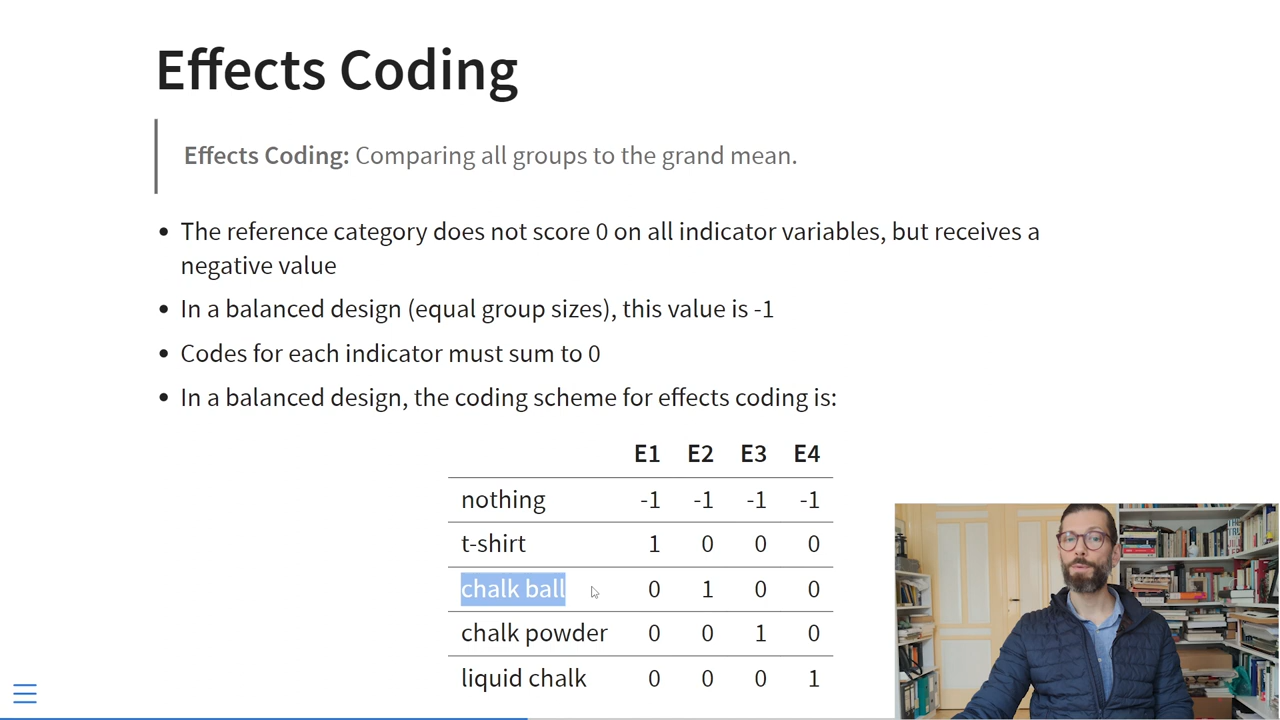 Effects Coding
Effects Coding: Comparing all groups to the grand mean.
• The reference category does not score 0 on all indicator variables, but receives a
negative value
• In a balanced design (equal group sizes), this value is -1
• Codes for each indicator must sum to 0
• In a balanced design, the coding scheme for effects coding is:
E1 E2 E3 E4
nothing -1 -1 -1 -1
t-shirt 1 0 0 0
chalk ball 0 1 0 0
chalk powder 0 0 1 0
liquid chalk 0 0 0 1